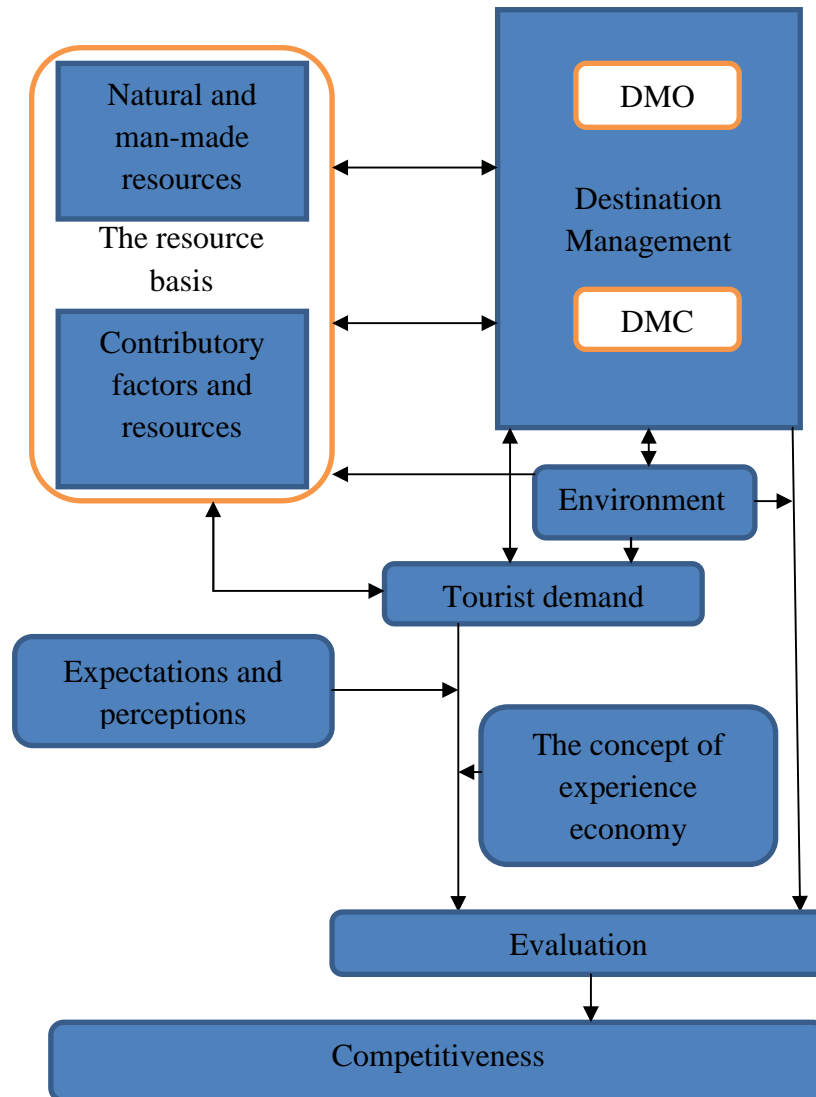 Natural and
man-made
resources
The resource
basis
Contributory
factors and
resources
DMO
Destination
Management
DMC
Environment
Tourist demand
Expectations and
perceptions
The concept of
experience
economy
Evaluation
Competitiveness